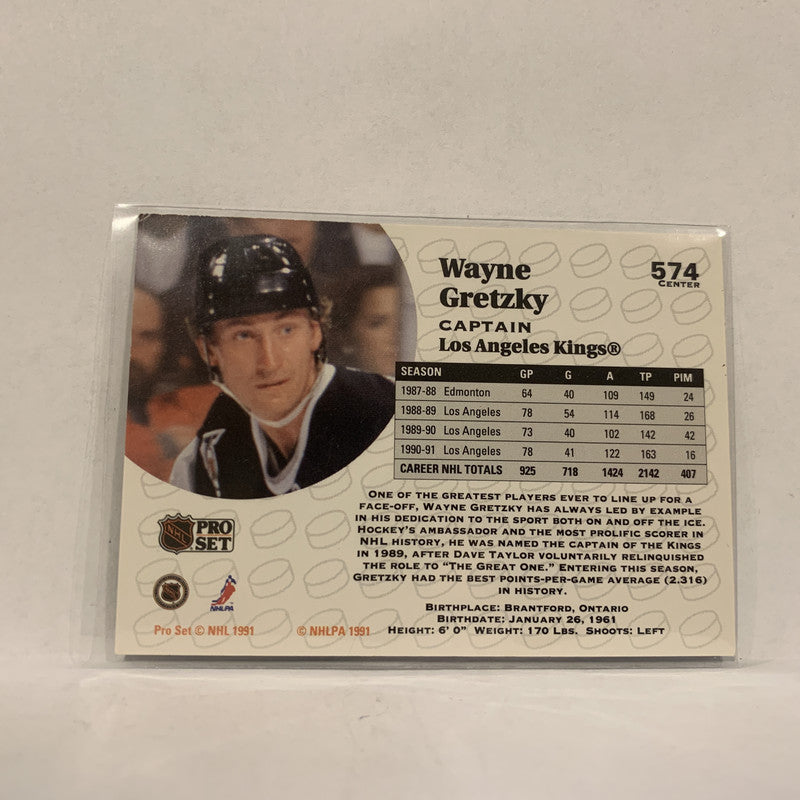 Wayne
Gretzky
574
CENTER
CAPTAIN
Los Angeles Kings®
SEASON GP G A TP PIM
1987-88 Edmonton 64 40 109 149 24
1988-89 Los Angeles 78 54 114 168 26
1989-90 Los Angeles 73 40 102 142 42
1990-91 Los Angeles 78 41 122 163 16
CAREER NHL TOTALS 925 718 1424 2142 407
ONE OF THE GREATEST PLAYERS EVER TO LINE UP FOR A
FACE-OFF, WAYNE GRETZKY HAS ALWAYS LED BY EXAMPLE
IN HIS DEDICATION TO THE SPORT BOTH ON AND OFF THE ICE.
HOCKEY'S AMBASSADOR AND THE MOST PROLIFIC SCORER IN
NHL HISTORY, HE WAS NAMED THE CAPTAIN OF THE KINGS
IN 1989, AFTER DAVE TAYLOR VOLUNTARILY RELINQUISHED
THE ROLE TO "THE GREAT ONE." ENTERING THIS SEASON,
GRETZKY HAD THE BEST POINTS-PER-GAME AVERAGE (2.316)
IN HISTORY.
BIRTHPLACE: BRANTFORD, ONTARIO
BIRTHDATE: JANUARY 26, 1961
HEIGHT: 6' 0" WEIGHT: 170 LBS. SHOOTS: LEFT
NHL PRO
SET
NHLPA
Pro Set © NHL 1991 © NHLPA 1991